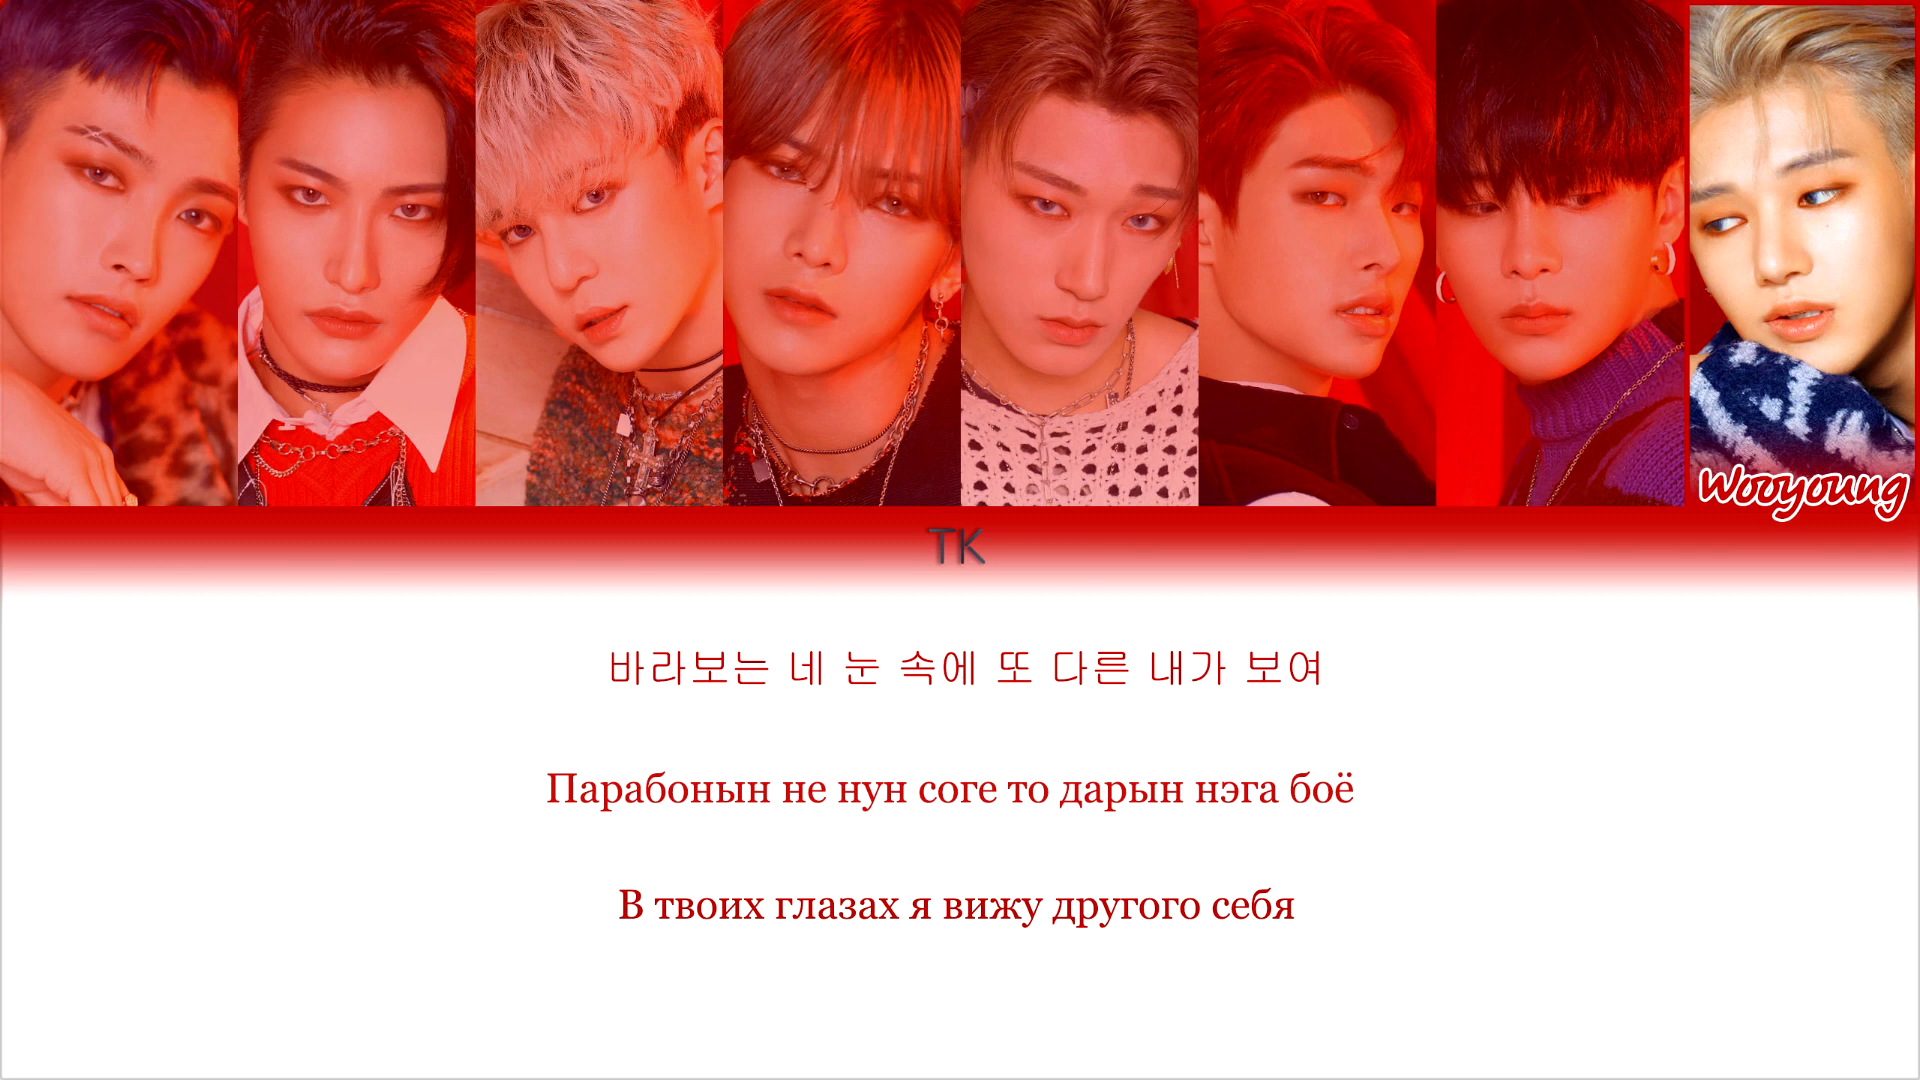 Wooyoung
TK
바라보는 네 눈 속에 또 다른 내가 보여
Парабонын не нун соге то дарын нэга боё
В твоих глазах я вижу другого себя